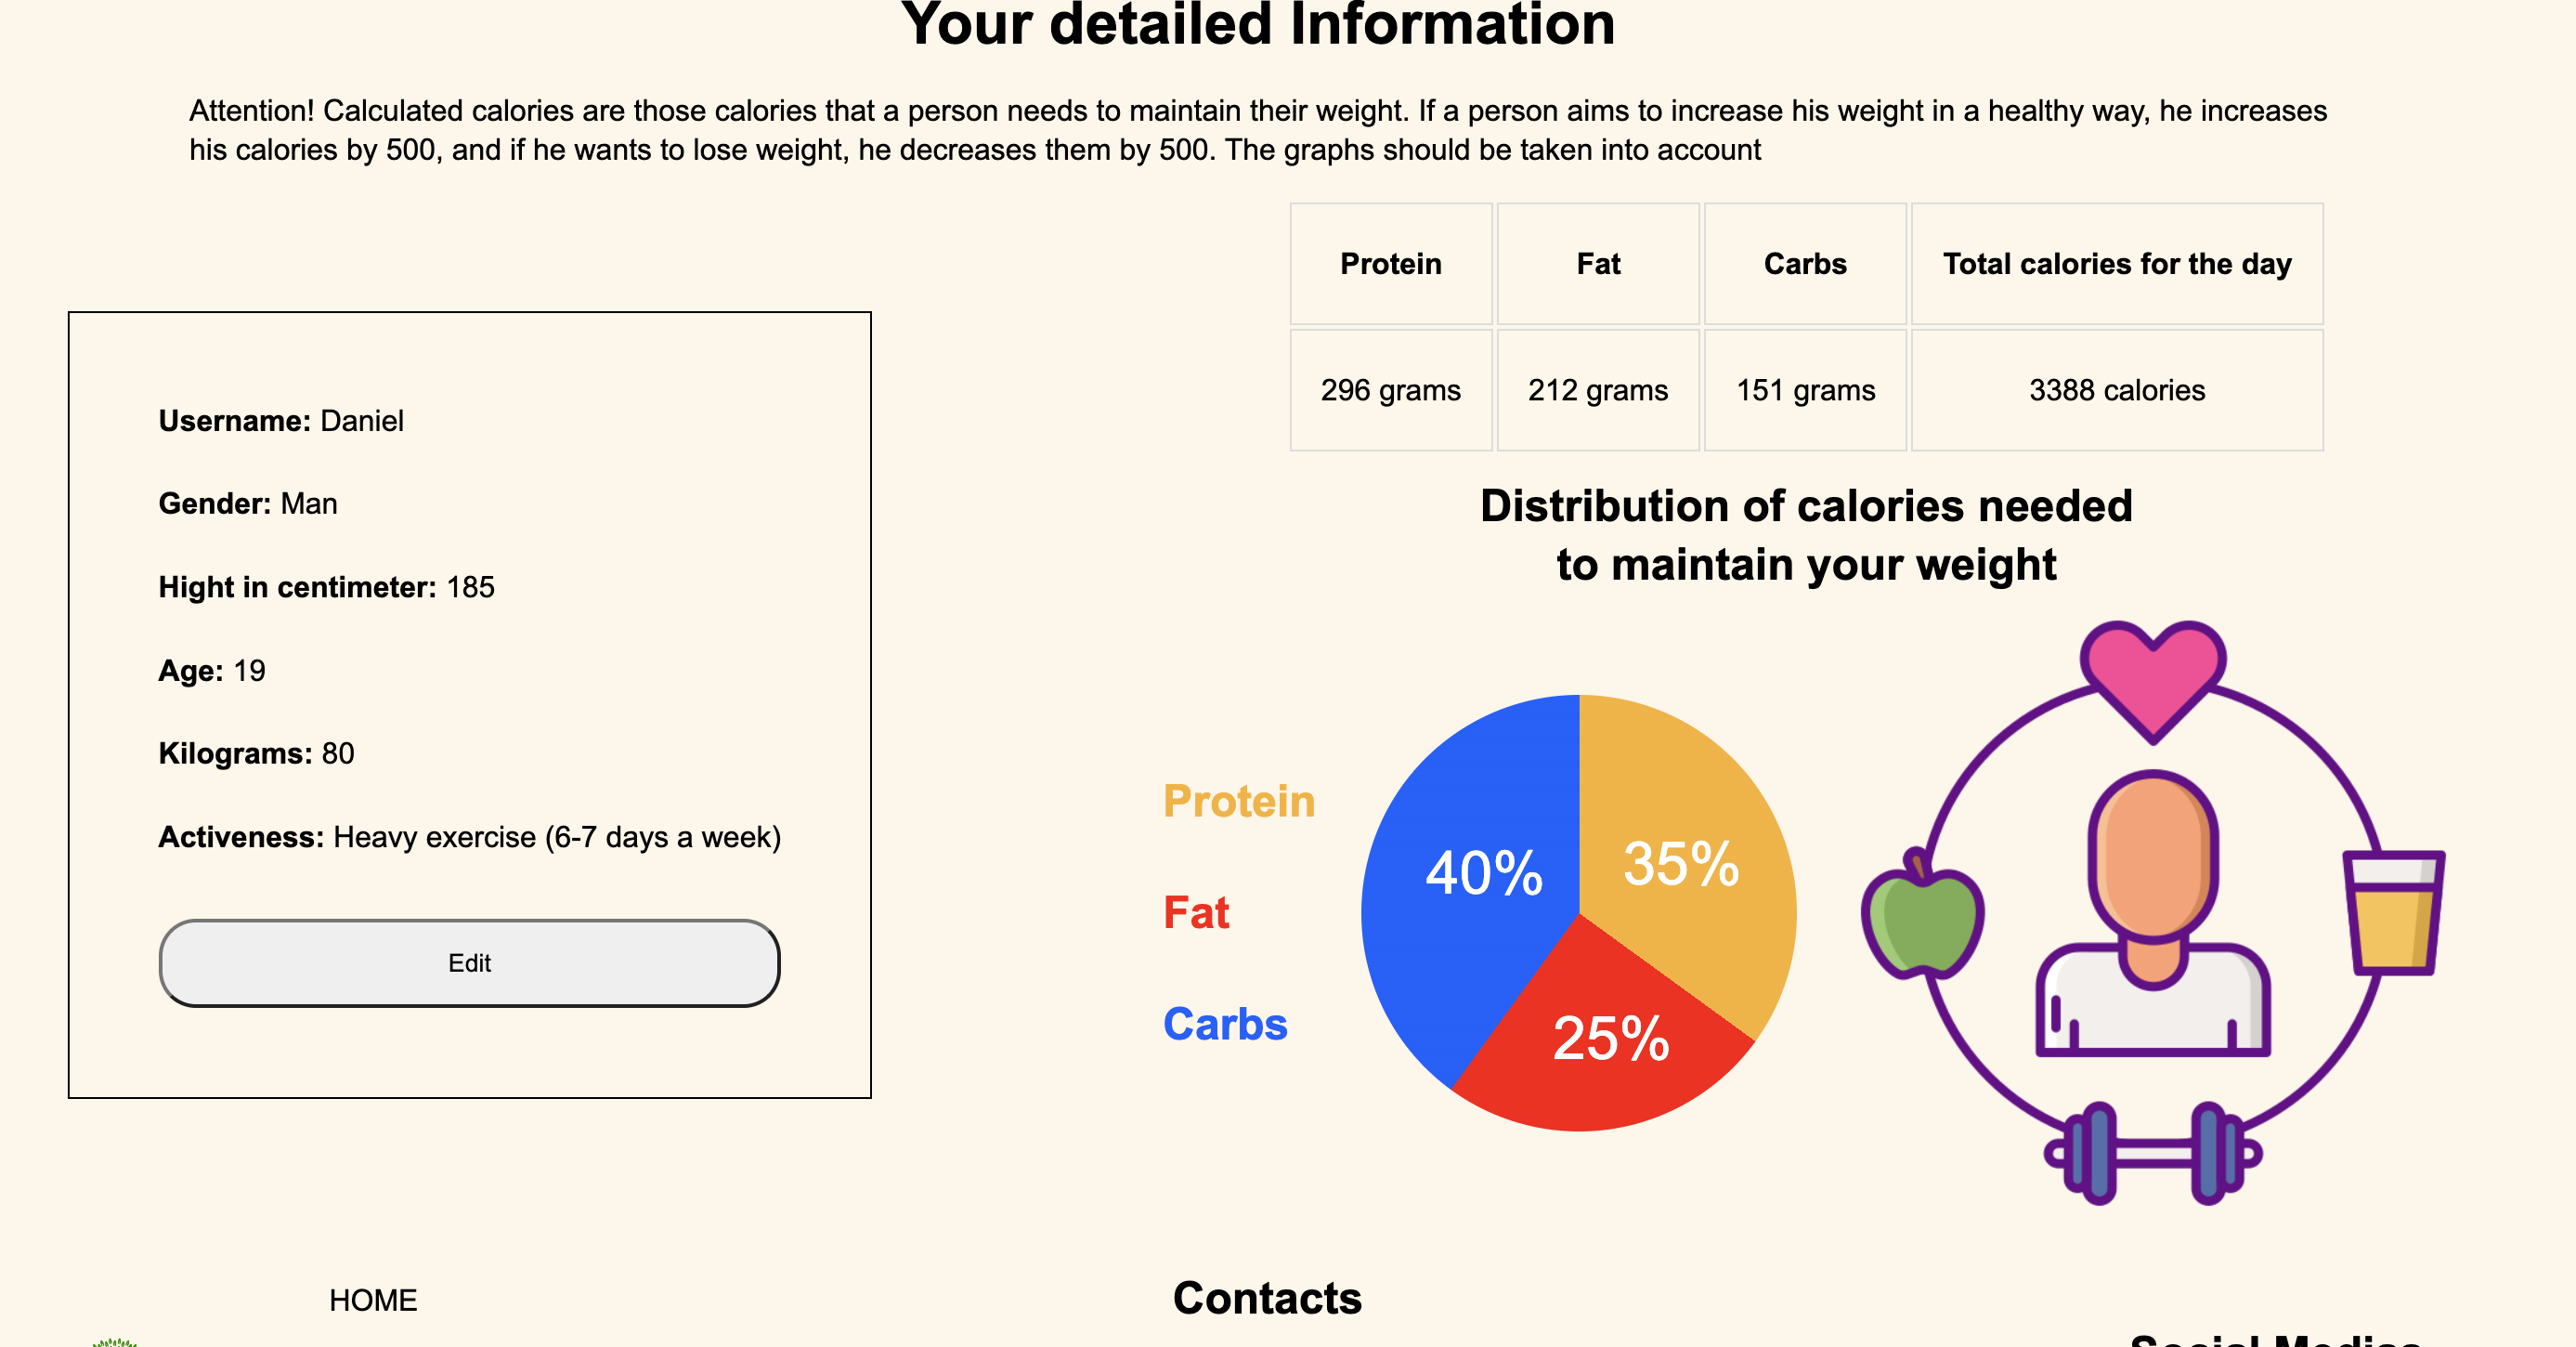 Your detailed Information
Attention! Calculated calories are those calories that a person needs to maintain their weight. If a person aims to increase his weight in a healthy way, he increases
his calories by 500, and if he wants to lose weight, he decreases them by 500. The graphs should be taken into account
Protein Fat Carbs Total calories for the day
296 grams 212 grams 151 grams 3388 calories
Username: Daniel
Gender: Man
Hight in centimeter: 185
Age: 19
Kilograms: 80
Activeness: Heavy exercise (6-7 days a week)
Edit
Distribution of calories needed
to maintain your weight
Protein
Fat
Carbs
40%
35%
25%
HOME
Contacts
Social Medias